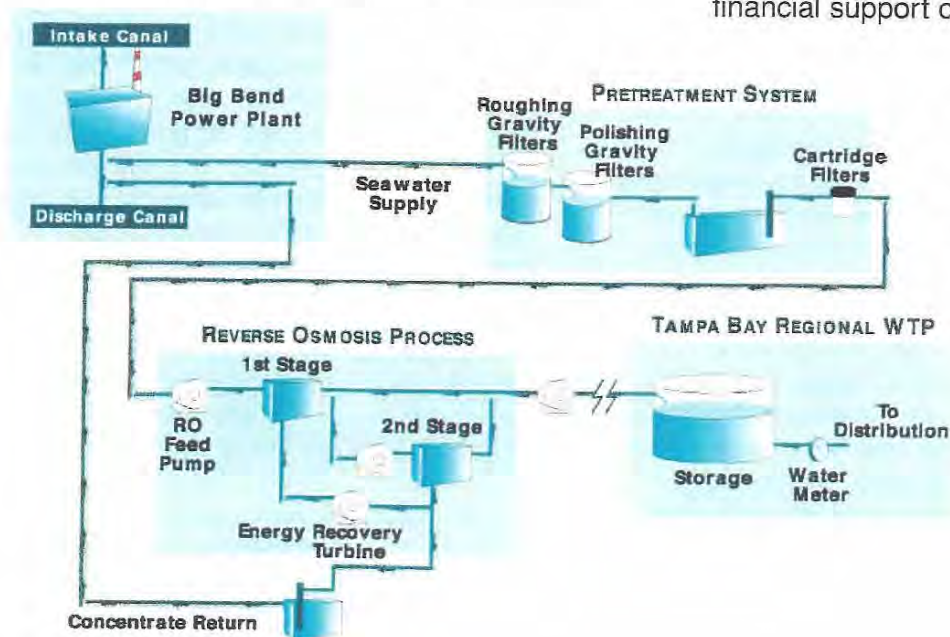 financial support o
Intake Canal
Big Bend
Power Plant
Discharge Canal
Seawater
Supply
PRETREATMENT SYSTEM
Roughing
Gravity
Filters
Polishing
Gravity
Filters
Cartridge
Filters
REVERSE OSMOSIS PROCESS
1st Stage
RO
Feed
Pump
2nd Stage
Energy Recovery
Turbine
Concentrate Return
TAMPA BAY REGIONAL WTP
Storage
To
Distribution
Water
Meter